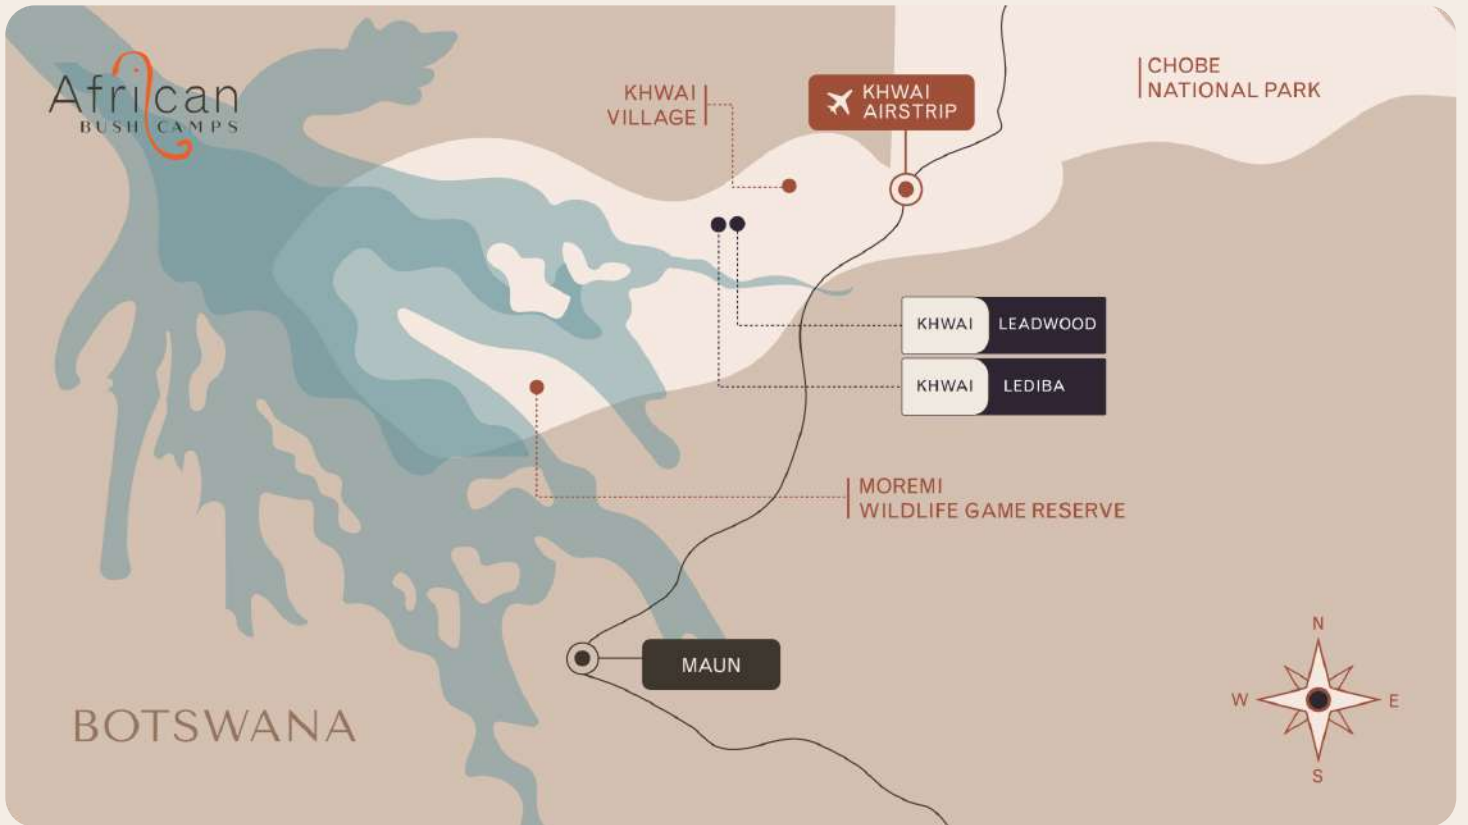 African
BUSH CAMPS
KHWAI
VILLAGE
KHWAI
AIRSTRIP
CHOBE
NATIONAL PARK
KHWAI LEADWOOD
KHWAI LEDIBA
MOREMI
WILDLIFE GAME RESERVE
MAUN
BOTSWANA
N
W E
S